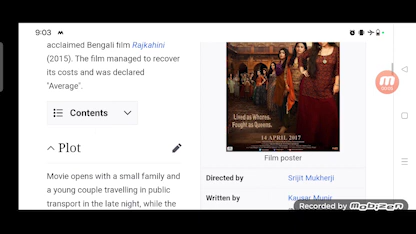 9:03
acclaimed Bengali film Rajkahini
(2015). The film managed to recover
its costs and was declared
"Average".
Contents
Plot
Movie opens with a small family and
a young couple travelling in public
transport in the late night, while the
Lived as Whores.
Fought as Queens.
14 APRIL 2017
Film poster
Directed by Srijit Mukherji
Written by Kausar Munir
Recorded by MOBIZEN